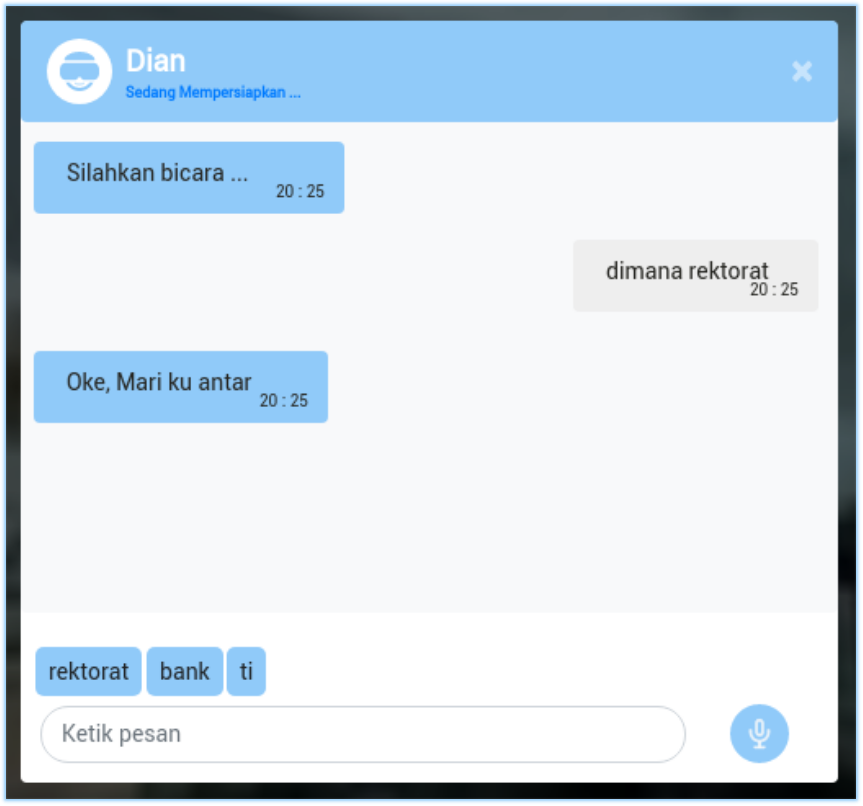 Dian
Sedang Mempersiapkan ...
Silahkan bicara ...
20 : 25
dimana rektorat
20 : 25
Oke, Mari ku antar
20 : 25
rektorat bank ti
Ketik pesan